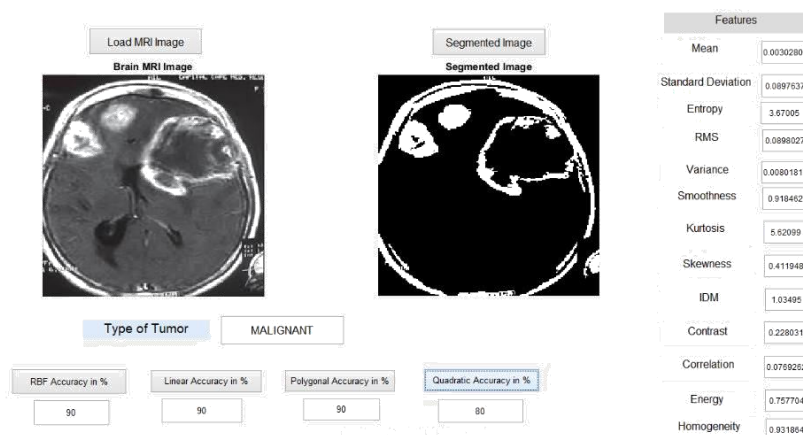 Features
Load MRI Image
Segmented Image
Brain MRI Image
Segmented Image
Mean 0.0030280
Standard Deviation 0.0897637
Entropy 3.67005
RMS 0.0898027
Variance 0.0080181
Smoothness 0.918462
Kurtosis 5.62099
Skewness 0.411948
IDM 1.03495
Contrast 0.228031
Correlation 0.0769262
Energy 0.757704
Homogeneity 0.931864
Type of Tumor MALIGNANT
RBF Accuracy in % Linear Accuracy in % Polygonal Accuracy in % Quadratic Accuracy in %
90 90 90 80